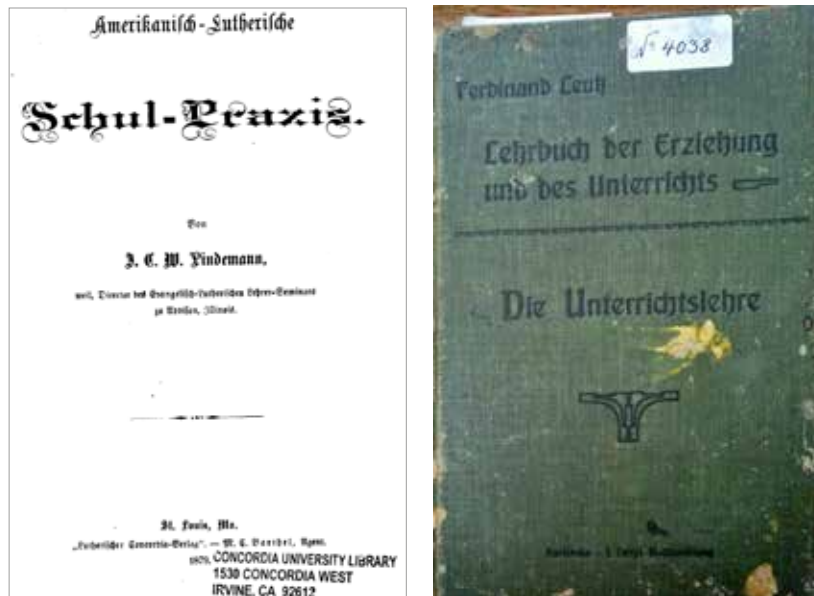 Amerikanisch-Lutherische
Schul-Praxis.
Von
J. C. W. Lindemann,
weil. Director des Evangelisch-Lutherischen Lehrer-Seminars
zu Addison, Illinois.
St. Louis, Mo.
„Lutherischer Concordia-Verlag“. — M. C. Barthel, Agent.
1879.
CONCORDIA UNIVERSITY LIBRARY
1530 CONCORDIA WEST
IRVINE, CA 92612
№ 4038
Ferdinand Leutz
Lehrbuch der Erziehung
und des Unterrichts
Die Unterrichtslehre